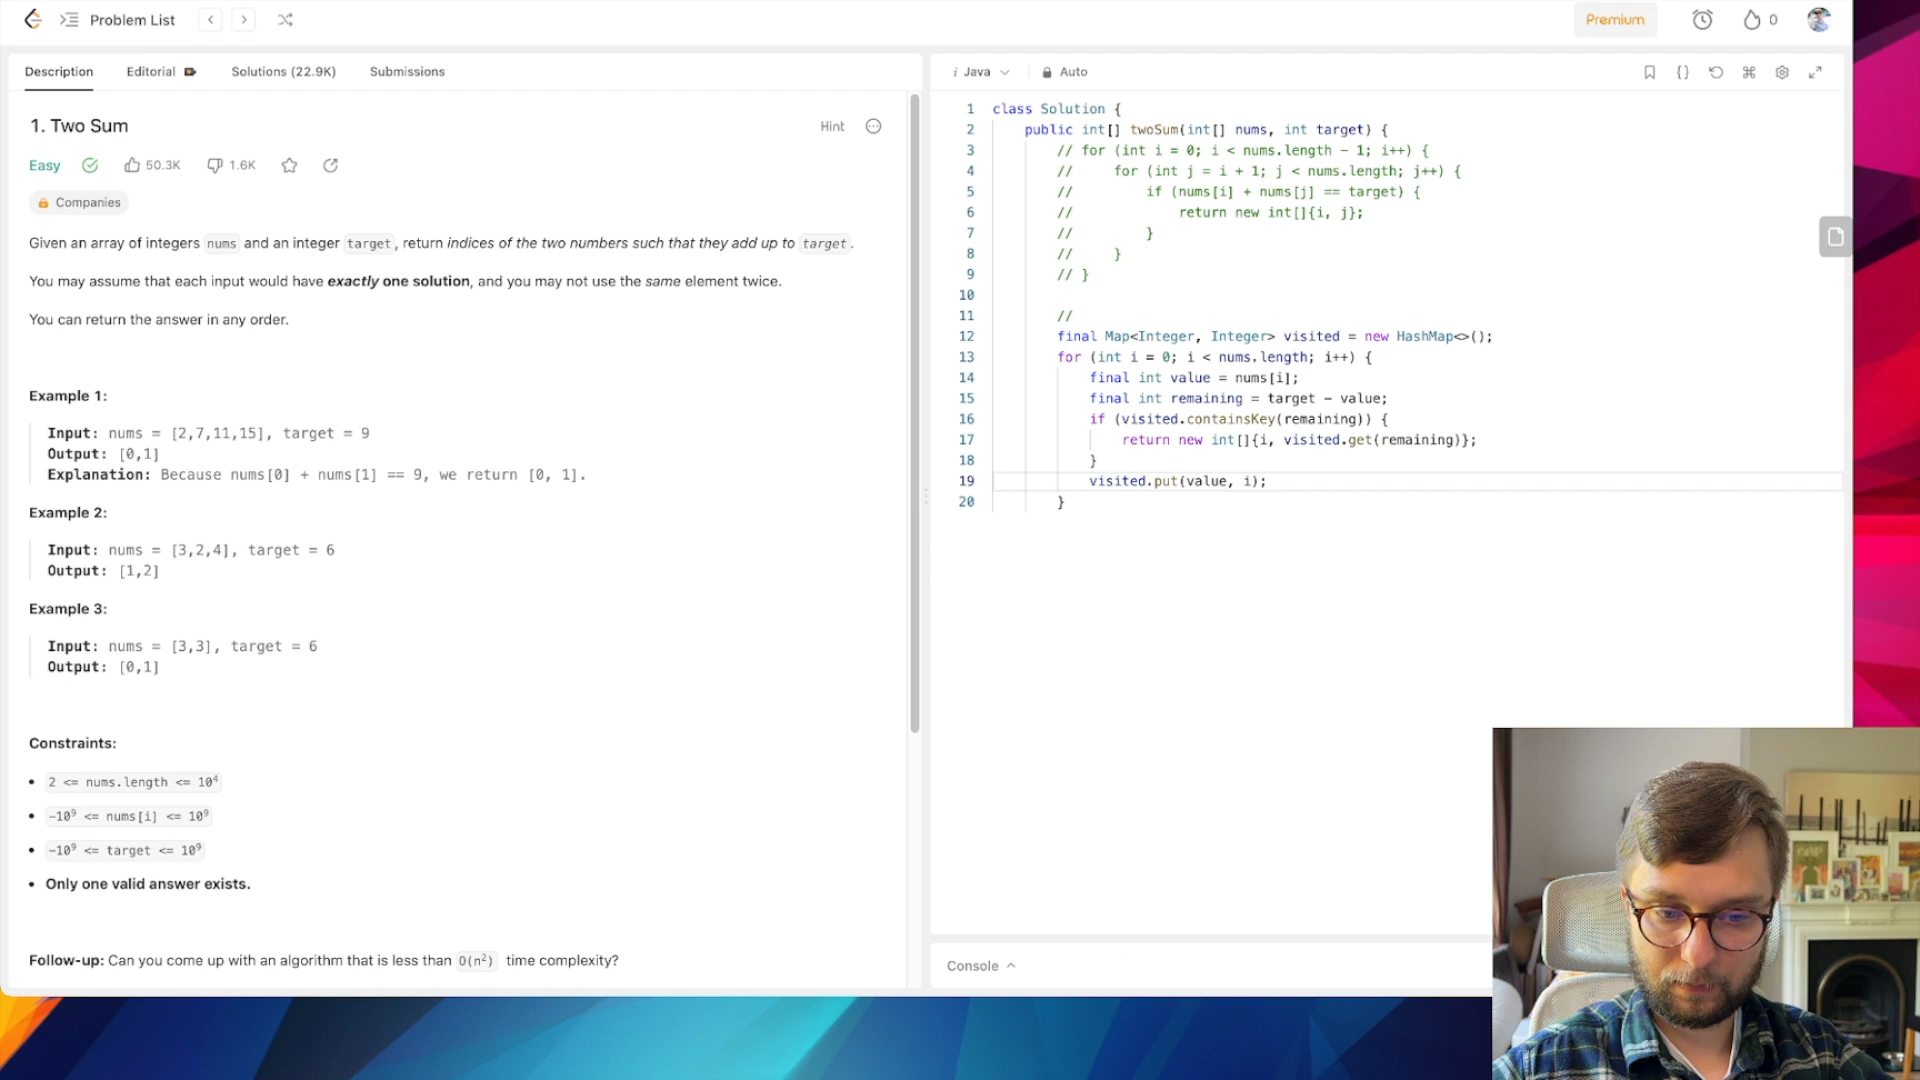 Problem List
Premium
0
Description
Editorial
Solutions (22.9K)
Submissions
1. Two Sum
Hint
Easy
50.3K
1.6K
Companies
Given an array of integers nums and an integer target, return indices of the two numbers such that they add up to target.
You may assume that each input would have exactly one solution, and you may not use the same element twice.
You can return the answer in any order.
Example 1:
Input: nums = [2,7,11,15], target = 9
Output: [0,1]
Explanation: Because nums[0] + nums[1] == 9, we return [0, 1].
Example 2:
Input: nums = [3,2,4], target = 6
Output: [1,2]
Example 3:
Input: nums = [3,3], target = 6
Output: [0,1]
Constraints:
• 2 <= nums.length <= 10⁴
• -10⁹ <= nums[i] <= 10⁹
• -10⁹ <= target <= 10⁹
• Only one valid answer exists.
Follow-up: Can you come up with an algorithm that is less than O(n²) time complexity?
i Java
Auto
1 class Solution {
2 public int[] twoSum(int[] nums, int target) {
3 // for (int i = 0; i < nums.length - 1; i++) {
4 // for (int j = i + 1; j < nums.length; j++) {
5 // if (nums[i] + nums[j] == target) {
6 // return new int[]{i, j};
7 // }
8 // }
9 // }
10
11 //
12 final Map<Integer, Integer> visited = new HashMap<>();
13 for (int i = 0; i < nums.length; i++) {
14 final int value = nums[i];
15 final int remaining = target - value;
16 if (visited.containsKey(remaining)) {
17 return new int[]{i, visited.get(remaining)};
18 }
19 visited.put(value, i);
20 }
Console